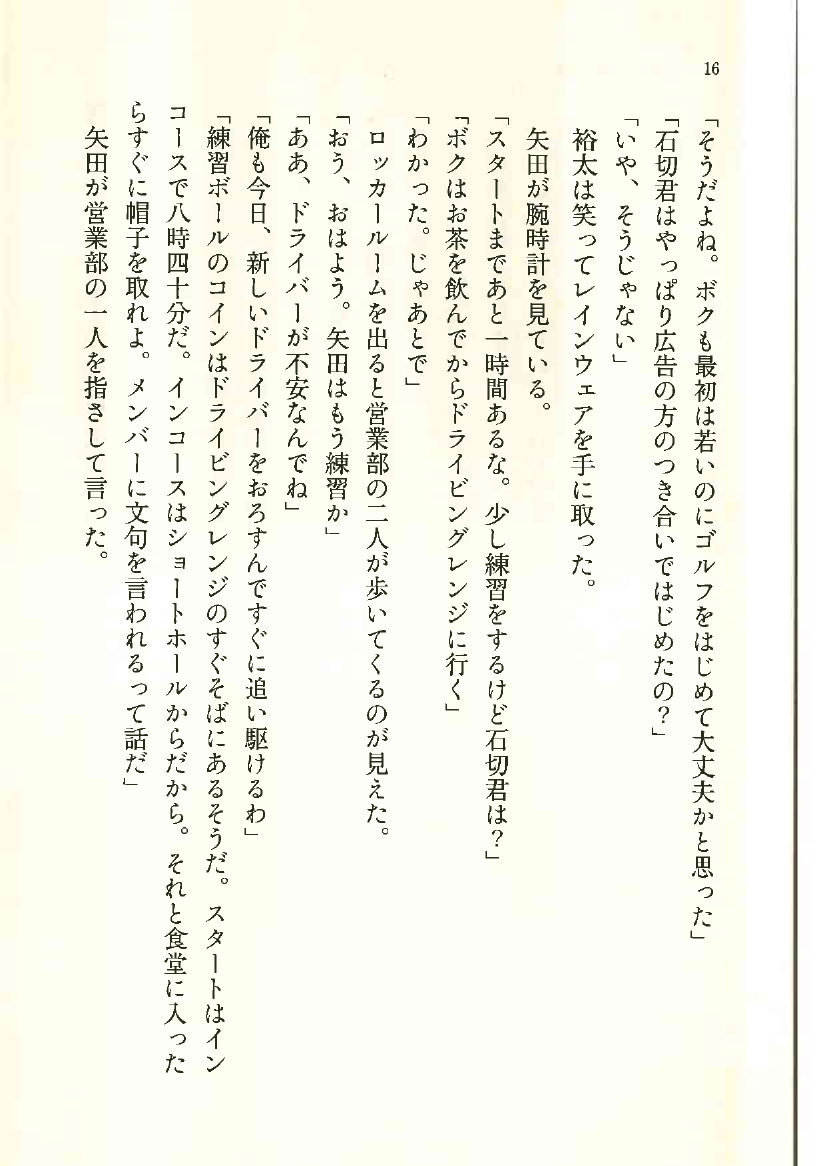 16
「そうだよね。ボクも最初は若いのにゴルフをはじめて大丈夫かと思った」
「石切君はやっぱり広告の方のつき合いではじめたの？」
「いや、そうじゃない」
裕太は笑ってレインウェアを手に取った。
矢田が腕時計を見ている。
「スタートまであと一時間あるな。少し練習をするけど石切君は？」
「ボクはお茶を飲んでからドライビングレンジに行く」
「わかった。じゃあとで」
ロッカールームを出ると営業部の二人が歩いてくるのが見えた。
「おう、おはよう。矢田はもう練習か」
「ああ、ドライバーが不安なんでね」
「俺も今日、新しいドライバーをおろすんですぐに追い駆けるわ」
「練習ボールのコインはドライビングレンジのすぐそばにあるそうだ。スタートはイン
コースで八時四十分だ。インコースはショートホールからだから。それと食堂に入った
らすぐに帽子を取れよ。メンバーに文句を言われるって話だ」
矢田が営業部の一人を指さして言った。